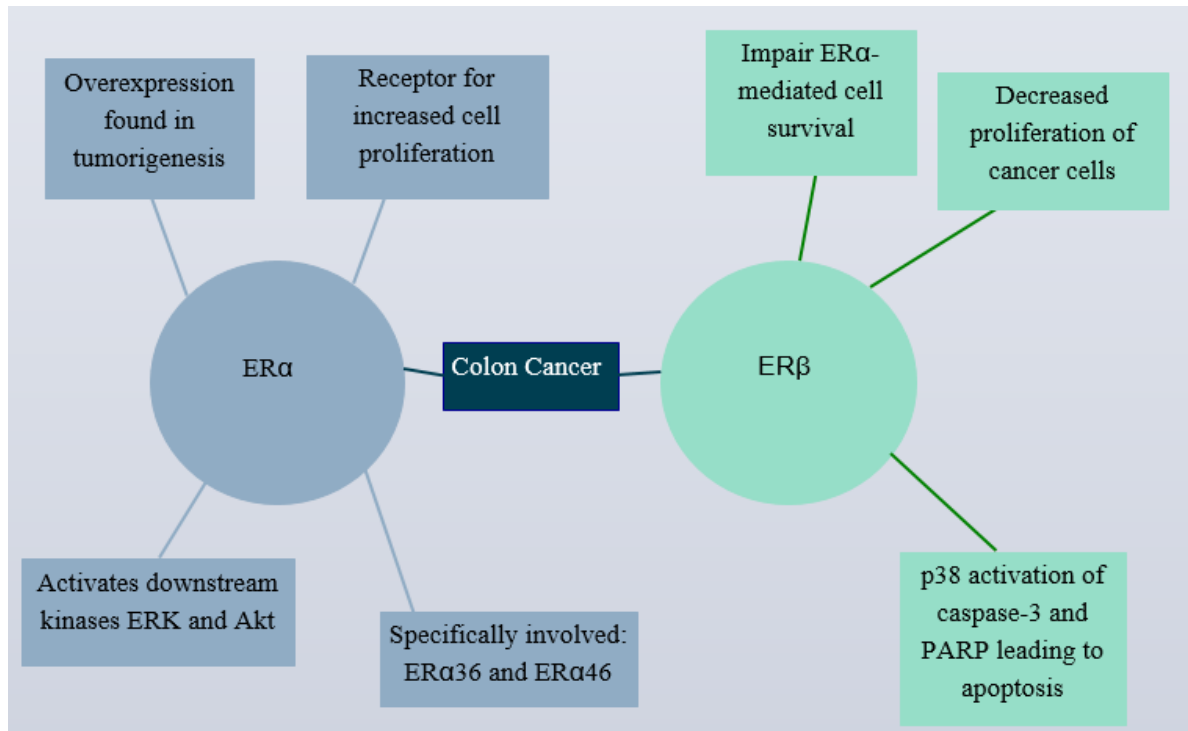 Overexpression
found in
tumorigenesis
Receptor for
increased cell
proliferation
Impair ERα-
mediated cell
survival
Decreased
proliferation of
cancer cells
ERα
Colon Cancer
ERβ
Activates downstream
kinases ERK and Akt
Specifically involved:
ERα36 and ERα46
p38 activation of
caspase-3 and
PARP leading to
apoptosis